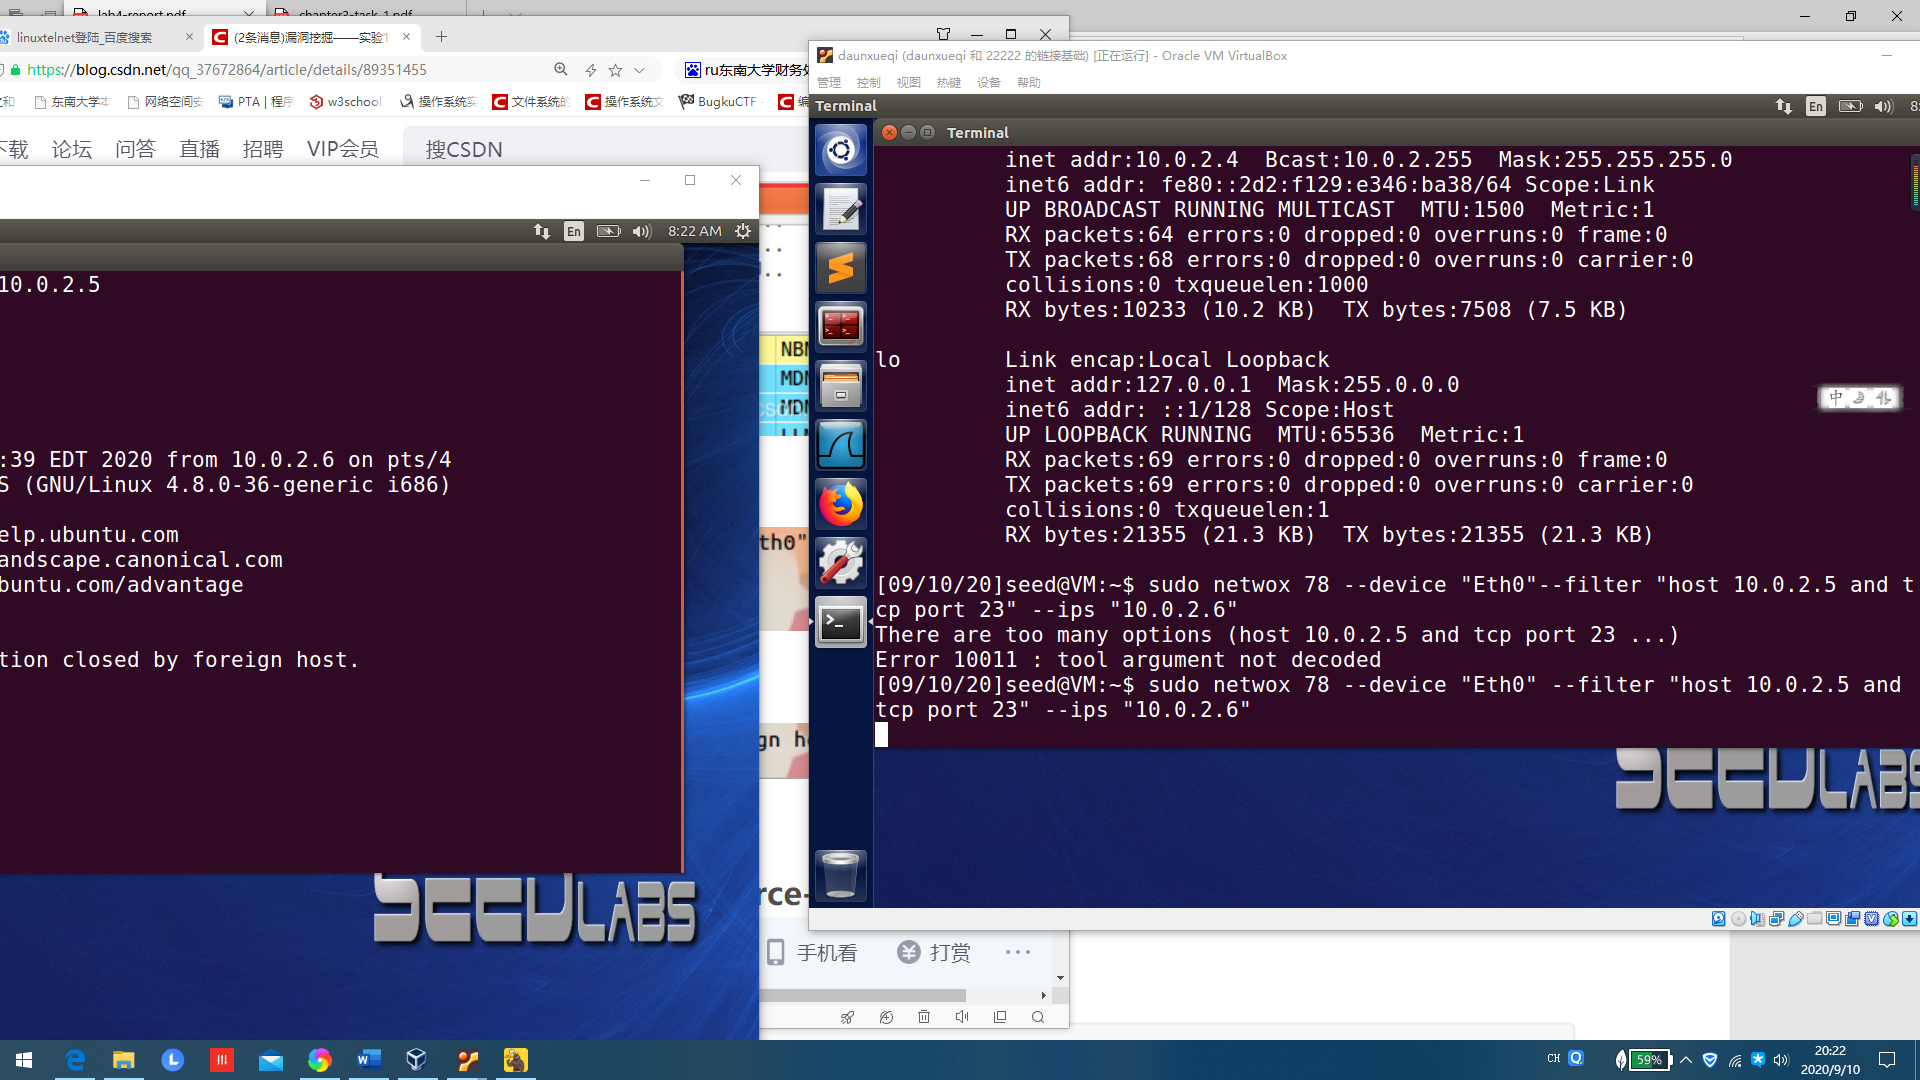 lab4-report.pdf
chapter3-task_1.pdf
linuxtelnet登陆_百度搜索
(2条消息)漏洞挖掘——实验1
https://blog.csdn.net/qq_37672864/article/details/89351455
ru东南大学财务处
东南大学本
网络空间安
PTA | 程序
w3school
操作系统实
文件系统的
操作系统文
BugkuCTF
下载
论坛
问答
直播
招聘
VIP会员
搜CSDN
8:22 AM
En
10.0.2.5
:39 EDT 2020 from 10.0.2.6 on pts/4
S (GNU/Linux 4.8.0-36-generic i686)
elp.ubuntu.com
andscape.canonical.com
buntu.com/advantage
tion closed by foreign host.
SEEDLABS
NBN
MDN
MDN
th0"
gn h
rce-
手机看
打赏
daunxueqi (daunxueqi 和 22222 的链接基础) [正在运行] - Oracle VM VirtualBox
管理
控制
视图
热键
设备
帮助
Terminal
En
8:
Terminal
inet addr:10.0.2.4  Bcast:10.0.2.255  Mask:255.255.255.0
inet6 addr: fe80::2d2:f129:e346:ba38/64 Scope:Link
UP BROADCAST RUNNING MULTICAST  MTU:1500  Metric:1
RX packets:64 errors:0 dropped:0 overruns:0 frame:0
TX packets:68 errors:0 dropped:0 overruns:0 carrier:0
collisions:0 txqueuelen:1000
RX bytes:10233 (10.2 KB)  TX bytes:7508 (7.5 KB)
lo        Link encap:Local Loopback
inet addr:127.0.0.1  Mask:255.0.0.0
inet6 addr: ::1/128 Scope:Host
UP LOOPBACK RUNNING  MTU:65536  Metric:1
RX packets:69 errors:0 dropped:0 overruns:0 frame:0
TX packets:69 errors:0 dropped:0 overruns:0 carrier:0
collisions:0 txqueuelen:1
RX bytes:21355 (21.3 KB)  TX bytes:21355 (21.3 KB)
[09/10/20]seed@VM:~$ sudo netwox 78 --device "Eth0"--filter "host 10.0.2.5 and t
cp port 23" --ips "10.0.2.6"
There are too many options (host 10.0.2.5 and tcp port 23 ...)
Error 10011 : tool argument not decoded
[09/10/20]seed@VM:~$ sudo netwox 78 --device "Eth0" --filter "host 10.0.2.5 and
tcp port 23" --ips "10.0.2.6"
SEEDLABS
中
CH
59%
20:22
2020/9/10